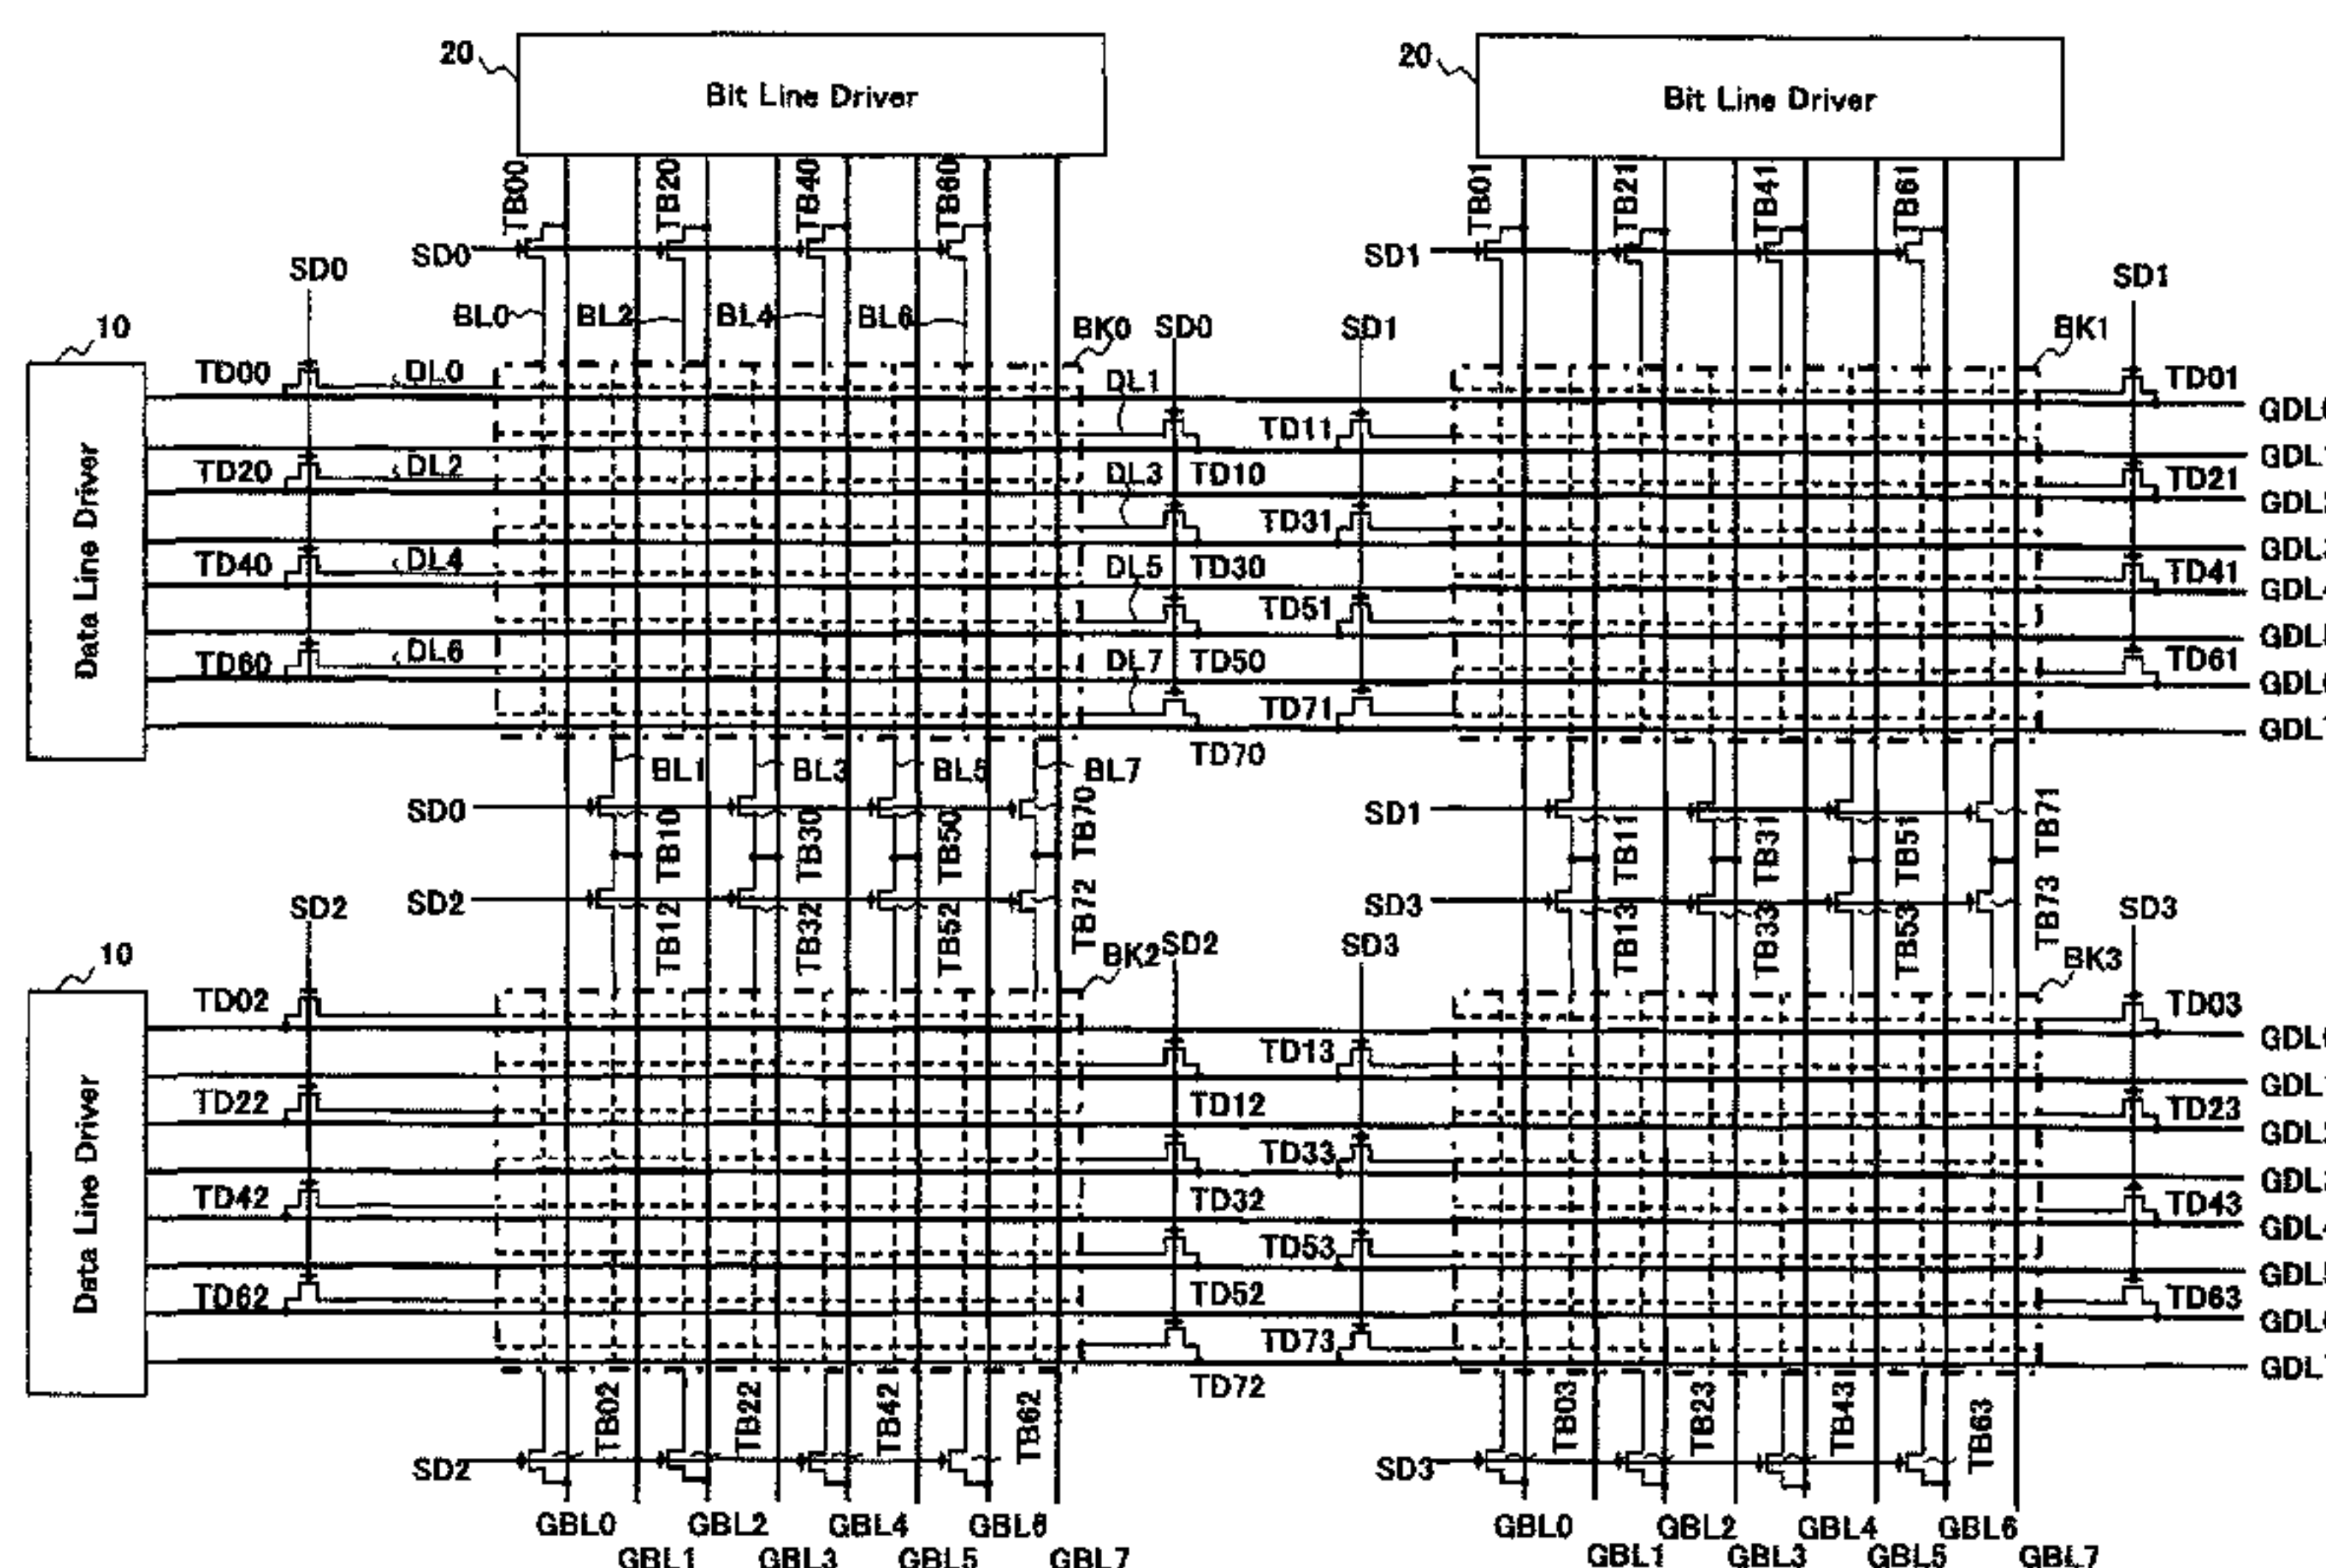 20
Bit Line Driver
20
Bit Line Driver
TB00
TB20
TB40
TB60
TB01
TB21
TB41
TB61
SD0
SD0
SD1
SD1
BL0
BL2
BL4
BL6
10
BK0
SD0
SD1
BK1
Data Line Driver
TD00
DL0
DL1
TD01
TD11
TD20
DL2
DL3
TD10
TD21
TD31
TD40
DL4
DL5
TD30
TD41
TD51
TD60
DL6
DL7
TD50
TD61
TD71
TD70
GDL1
GDL3
GDL4
GDL5
GDL7
BL1
BL3
BL5
BL7
SD0
SD1
TB10
TB30
TB50
TB70
TB11
TB31
TB51
TB71
SD2
SD2
SD3
SD3
TB12
TB32
TB52
TB72
TB13
TB33
TB53
TB73
10
BK2
SD2
SD3
BK3
Data Line Driver
TD02
TD03
TD13
TD22
TD12
TD23
TD33
TD42
TD32
TD43
TD53
TD62
TD52
TD63
TD73
TD72
GDL1
GDL3
GDL4
GDL5
GDL7
TB02
TB22
TB42
TB62
TB03
TB23
TB43
TB63
SD2
SD3
GBL0
GBL2
GBL4
GBL6
GBL0
GBL2
GBL4
GBL6
GBL1
GBL3
GBL5
GBL7
GBL1
GBL3
GBL5
GBL7